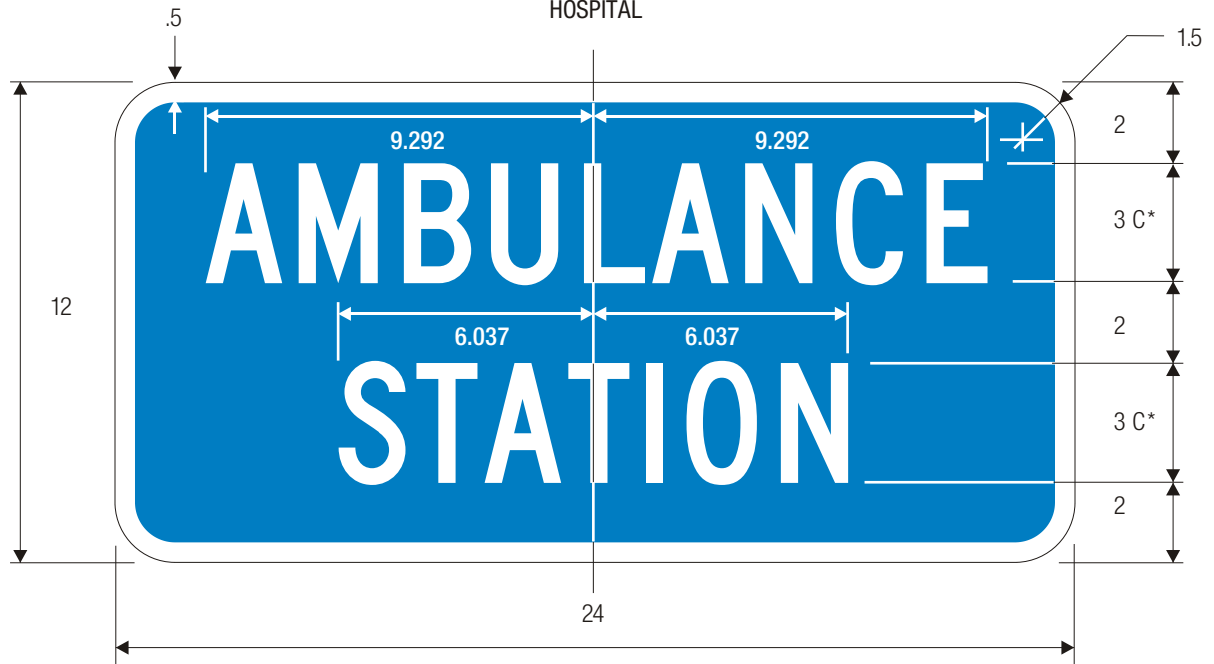 HOSPITAL
.5
1.5
9.292 9.292
2
AMBULANCE
3 C*
12
6.037 6.037
2
STATION
3 C*
2
24